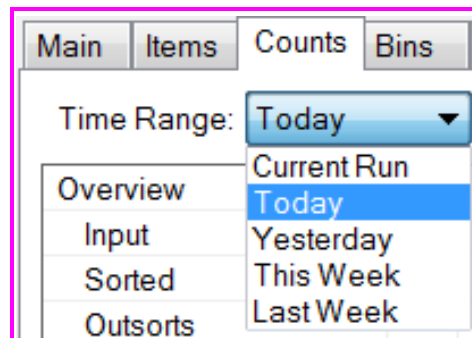 Main Items Counts Bins
Time Range: Today
Current Run
Overview Today
Input Yesterday
Sorted This Week
Outsorts Last Week